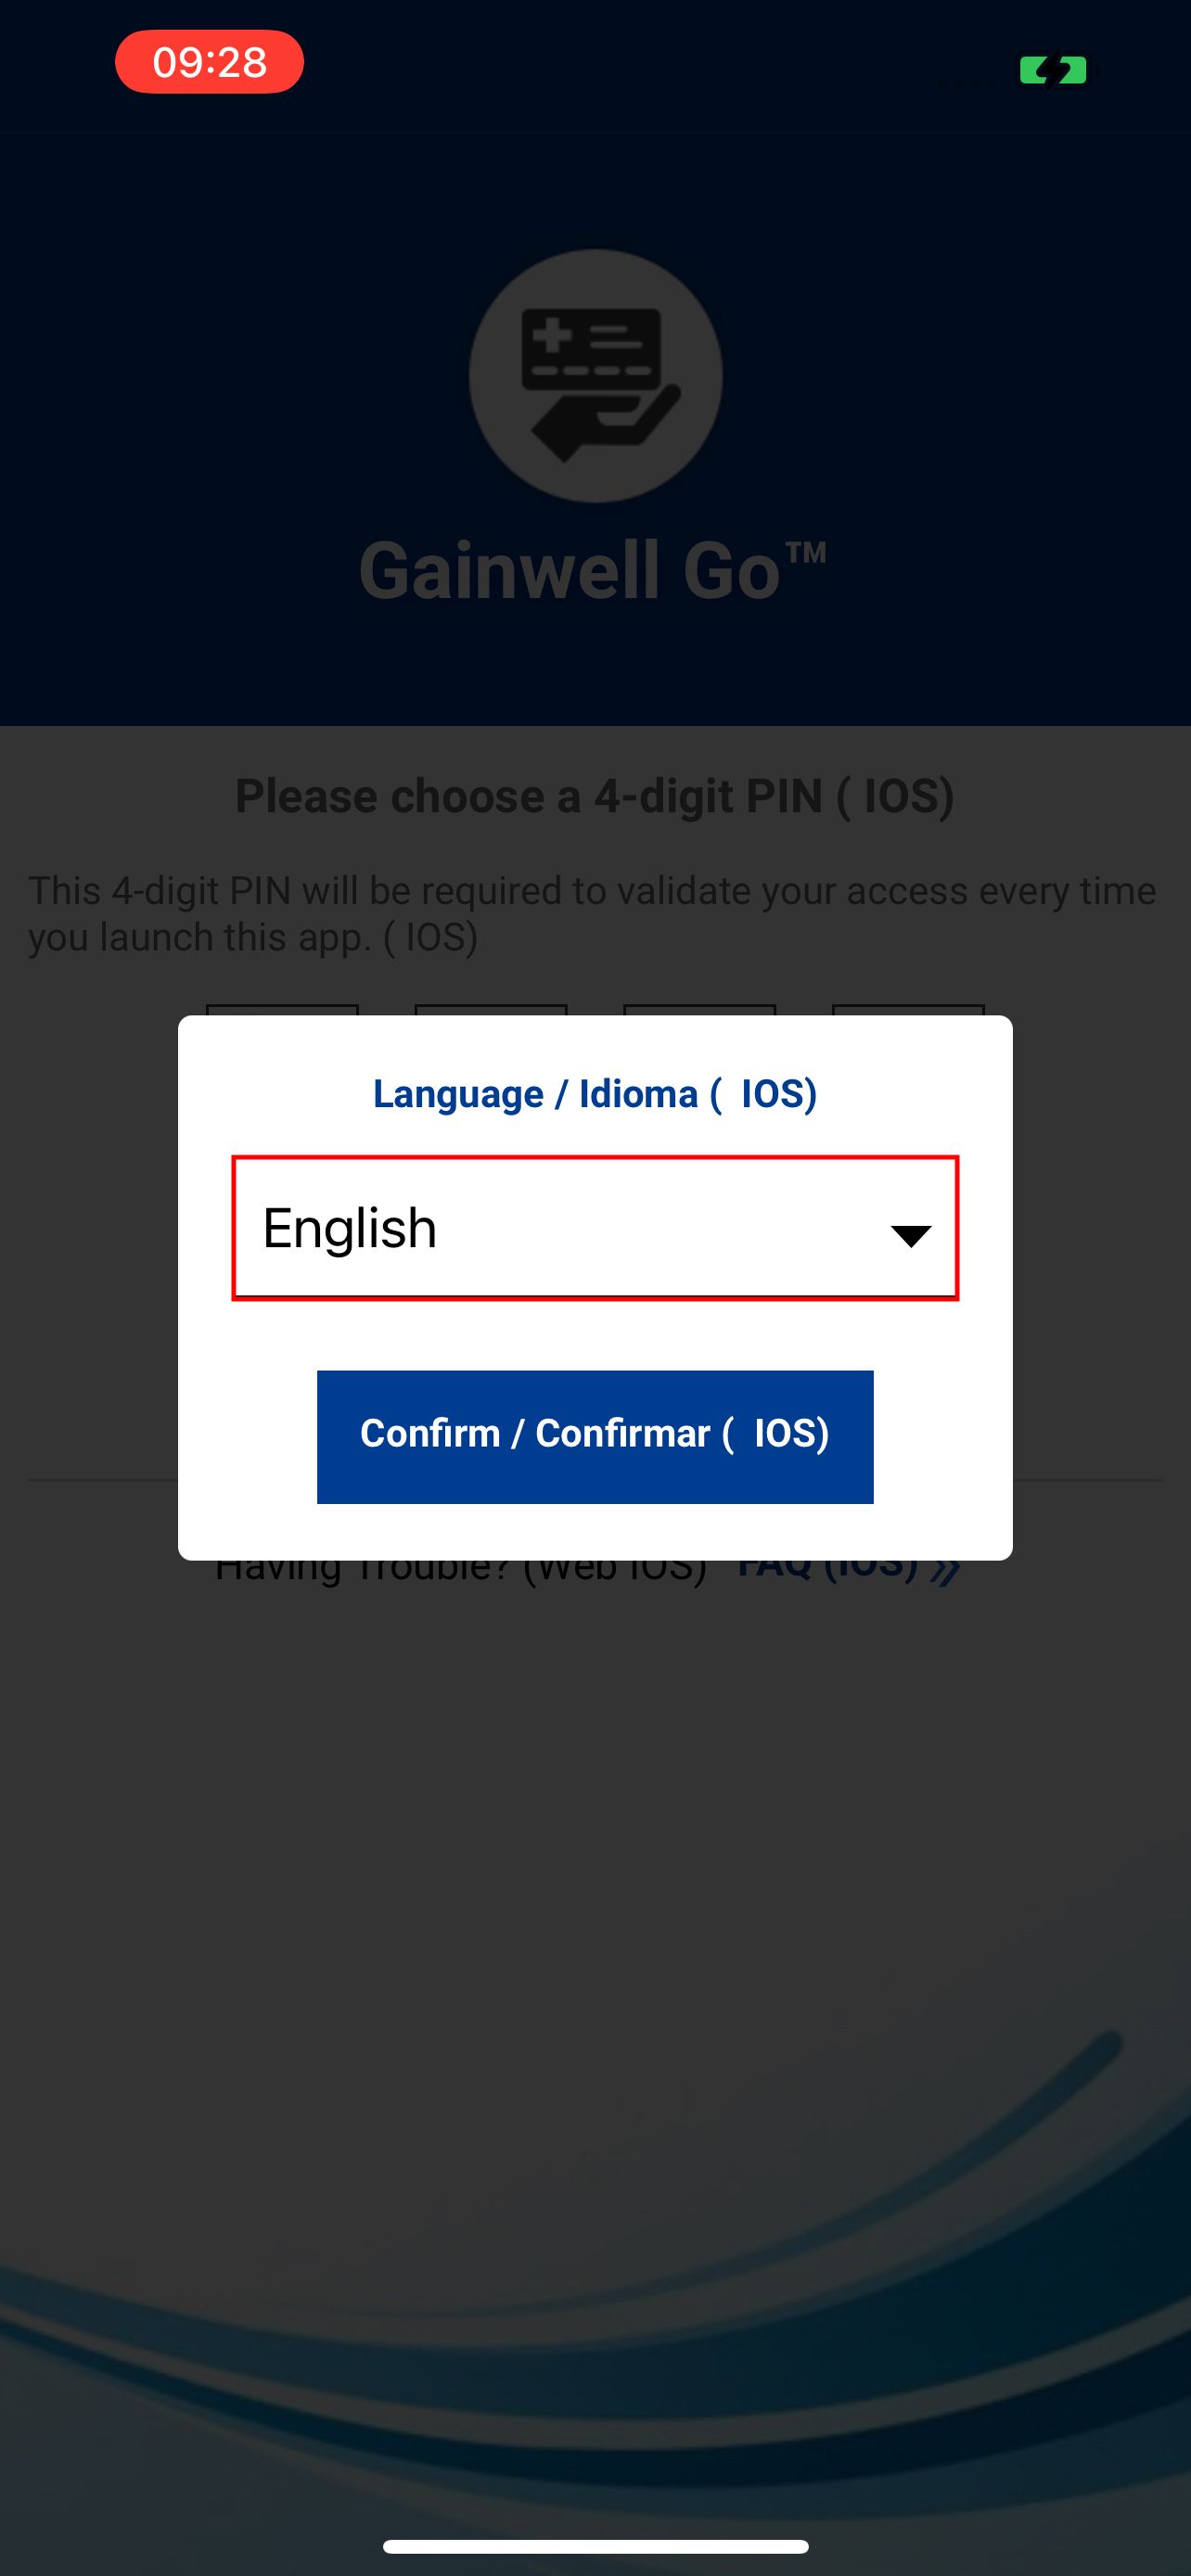 09:28
Gainwell Go™
Please choose a 4-digit PIN ( IOS)
This 4-digit PIN will be required to validate your access every time
you launch this app. ( IOS)
Language / Idioma (  IOS)
English
Confirm / Confirmar (  IOS)
Having Trouble? (Web IOS) FAQ (IOS) »